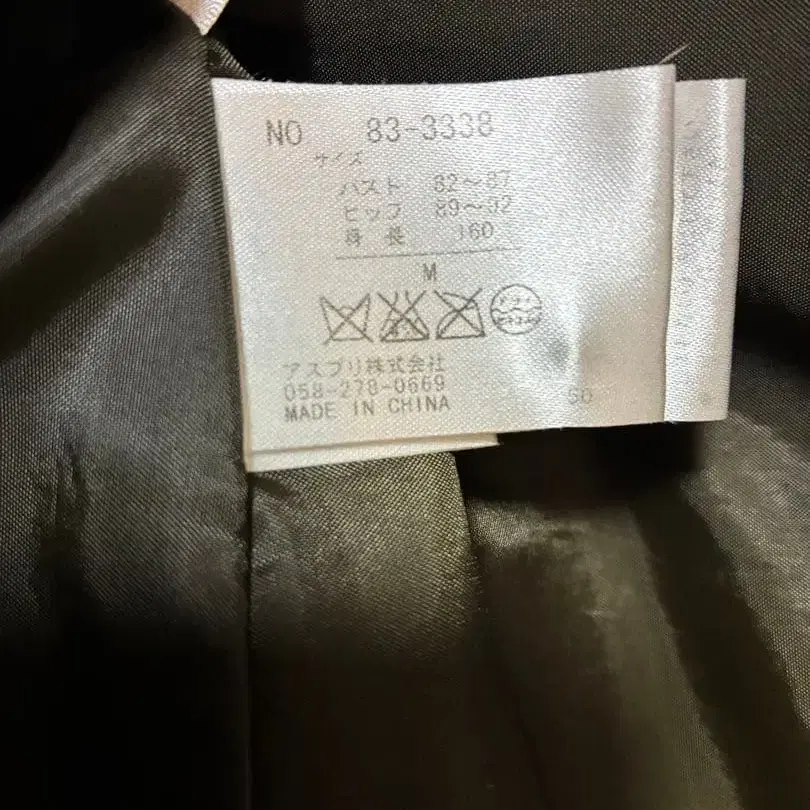 NO 83-3338
サイズ
バスト 82～87
ヒップ 89～92
身長 160
M
アスプリ株式会社
058-278-0669
MADE IN CHINA
50